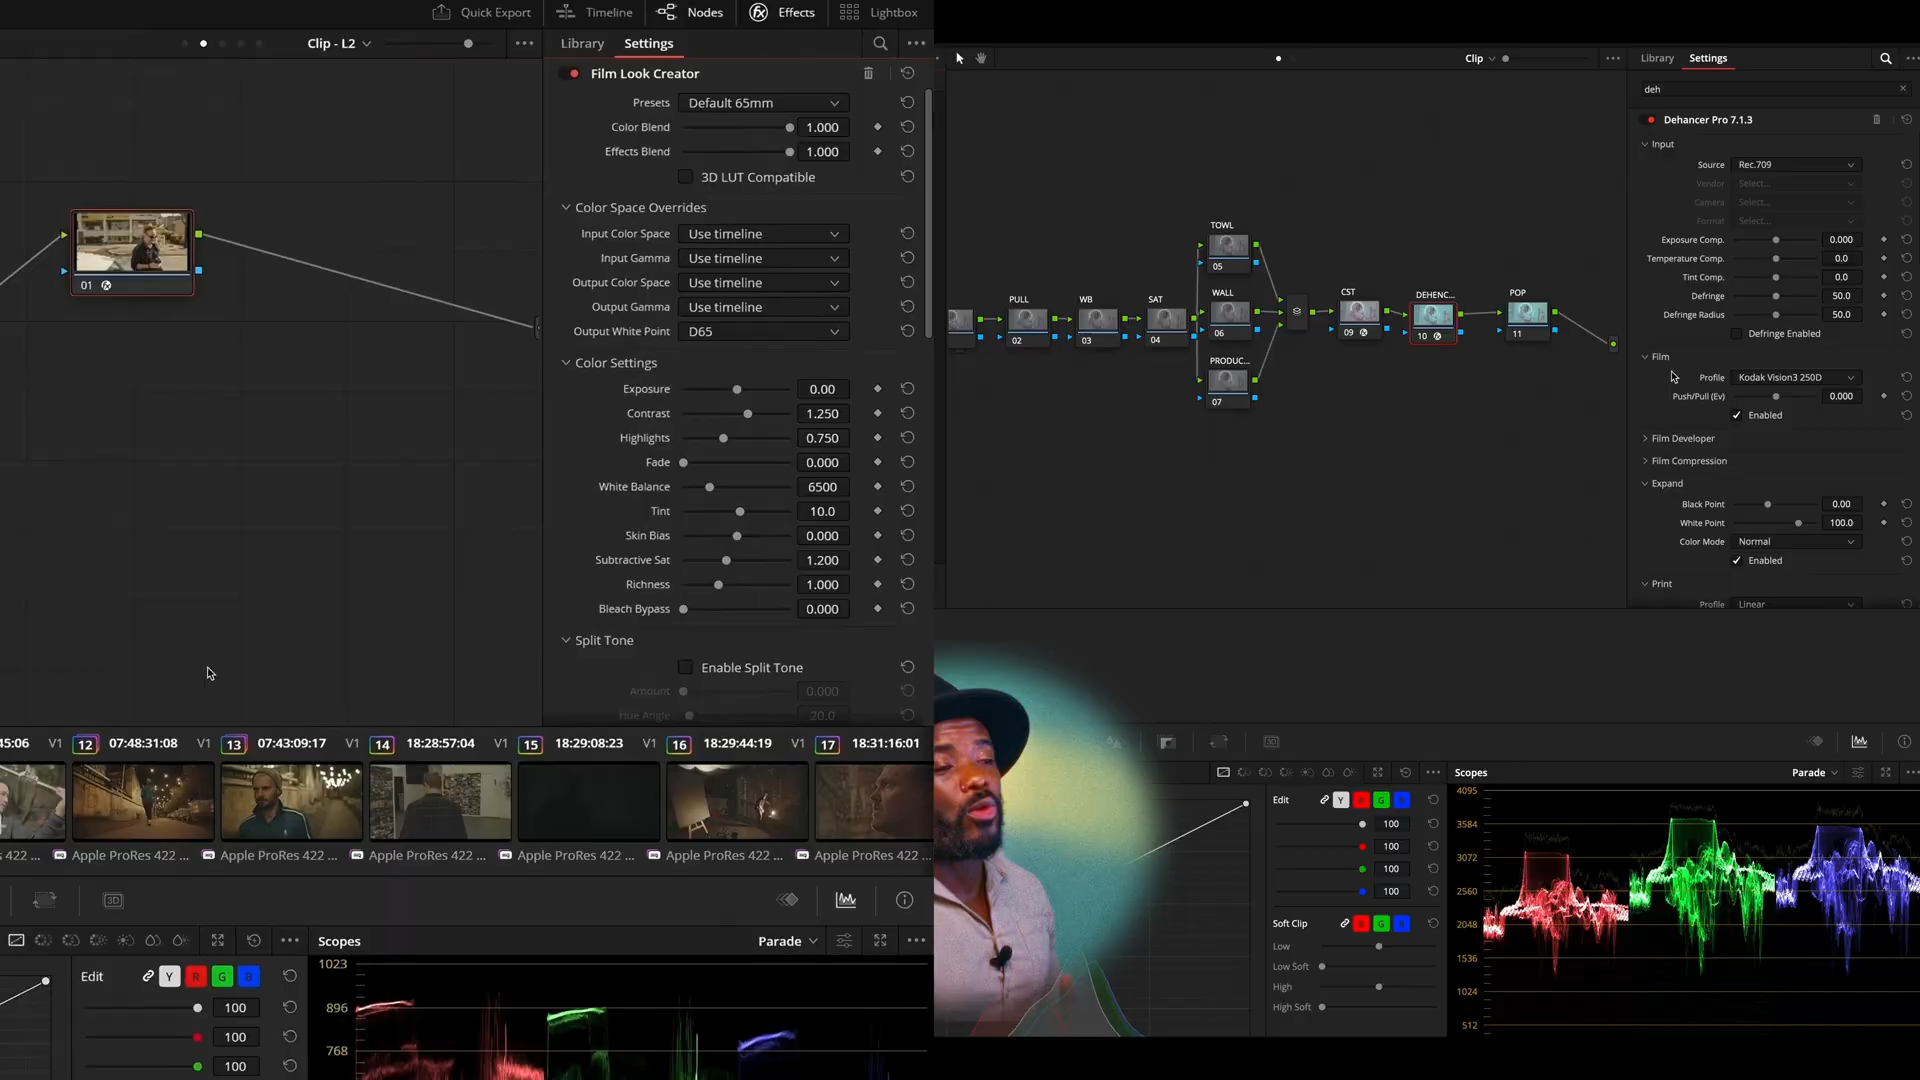 Quick Export
Timeline
Nodes
Effects
Lightbox
Clip - L2
Library
Settings
Film Look Creator
Presets
Default 65mm
Color Blend
1.000
Effects Blend
1.000
3D LUT Compatible
Color Space Overrides
Input Color Space
Use timeline
Input Gamma
Use timeline
Output Color Space
Use timeline
Output Gamma
Use timeline
Output White Point
D65
Color Settings
Exposure
0.00
Contrast
1.250
Highlights
0.750
Fade
0.000
White Balance
6500
Tint
10.0
Skin Bias
0.000
Subtractive Sat
1.200
Richness
1.000
Bleach Bypass
0.000
Split Tone
Enable Split Tone
Amount
0.000
Hue Angle
20.0
01
45:06
V1
12
07:48:31:08
V1
13
07:43:09:17
V1
14
18:28:57:04
V1
15
18:29:08:23
V1
16
18:29:44:19
V1
17
18:31:16:01
422 ...
Apple ProRes 422 ...
Apple ProRes 422 ...
Apple ProRes 422 ...
Apple ProRes 422 ...
Apple ProRes 422 ...
Apple ProRes 422 ...
3D
Scopes
Parade
Edit
Y
R
G
B
100
100
100
1023
896
768
Clip
Library
Settings
deh
Dehancer Pro 7.1.3
Input
Source
Rec.709
Vendor
Select...
Camera
Select...
Format
Select...
Exposure Comp.
0.000
Temperature Comp.
0.0
Tint Comp.
0.0
Defringe
50.0
Defringe Radius
50.0
Defringe Enabled
Film
Profile
Kodak Vision3 250D
Push/Pull (Ev)
0.000
Enabled
Film Developer
Film Compression
Expand
Black Point
0.00
White Point
100.0
Color Mode
Normal
Enabled
Print
Profile
Linear
TOWL
05
PULL
02
WB
03
SAT
04
WALL
06
PRODUC...
07
CST
09
DEHENC...
10
POP
11
3D
Edit
Y
R
G
B
100
100
100
100
Soft Clip
R
G
B
Low
Low Soft
High
High Soft
Scopes
Parade
4095
3584
3072
2560
2048
1536
1024
512